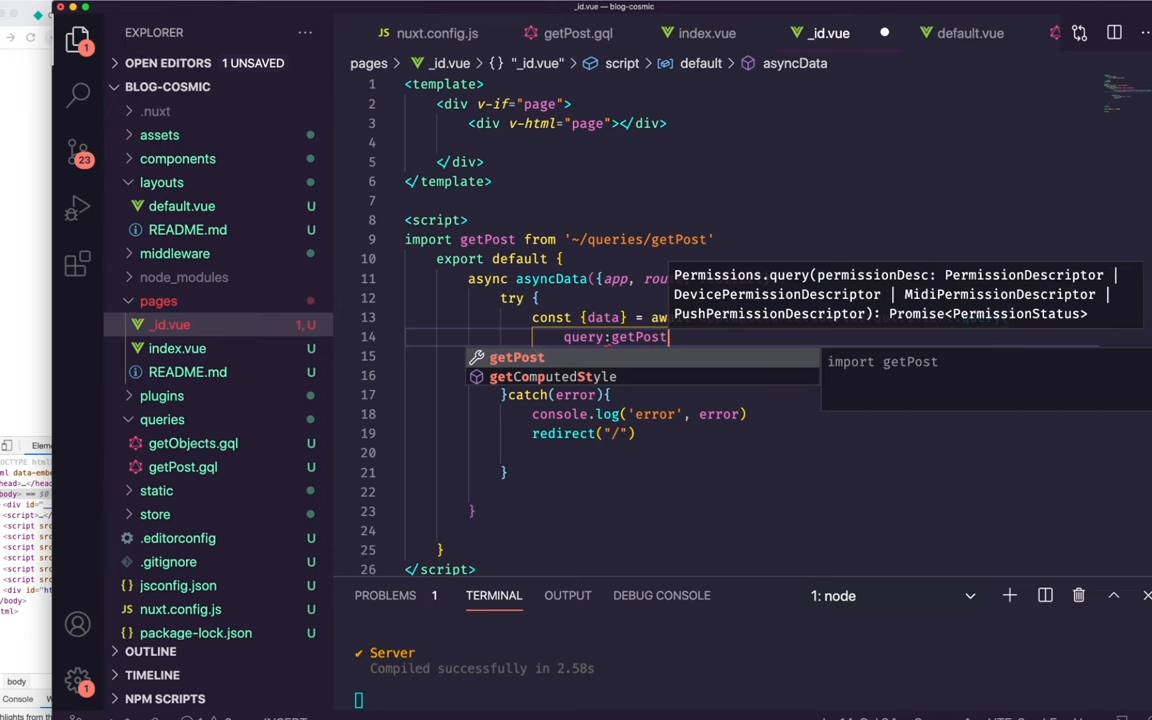 _id.vue — blog-cosmic
EXPLORER
nuxt.config.js
getPost.gql
index.vue
_id.vue
default.vue
OPEN EDITORS 1 UNSAVED
BLOG-COSMIC
.nuxt
assets
components
layouts
default.vue U
README.md U
middleware
node_modules
pages
_id.vue 1, U
index.vue U
README.md U
plugins
queries
getObjects.gql U
getPost.gql U
static
store
.editorconfig U
.gitignore U
jsconfig.json U
nuxt.config.js U
package-lock.json U
OUTLINE
TIMELINE
NPM SCRIPTS
1
23
1
pages > _id.vue > {} "_id.vue" > script > default > asyncData
1 <template>
2 <div v-if="page">
3 <div v-html="page"></div>
4
5 </div>
6 </template>
7
8 <script>
9 import getPost from '~/queries/getPost'
10 export default {
11 async asyncData({app, rou
12 try {
13 const {data} = aw
14 query:getPost
15
16
17 }catch(error){
18 console.log('error', error)
19 redirect("/")
20
21 }
22
23 }
24
25 }
26 </script>
Permissions.query(permissionDesc: PermissionDescriptor |
DevicePermissionDescriptor | MidiPermissionDescriptor |
PushPermissionDescriptor): Promise<PermissionStatus>
getPost
getComputedStyle
import getPost
PROBLEMS 1 TERMINAL OUTPUT DEBUG CONSOLE 1: node
✔ Server
Compiled successfully in 2.58s
Eleme
body
Console